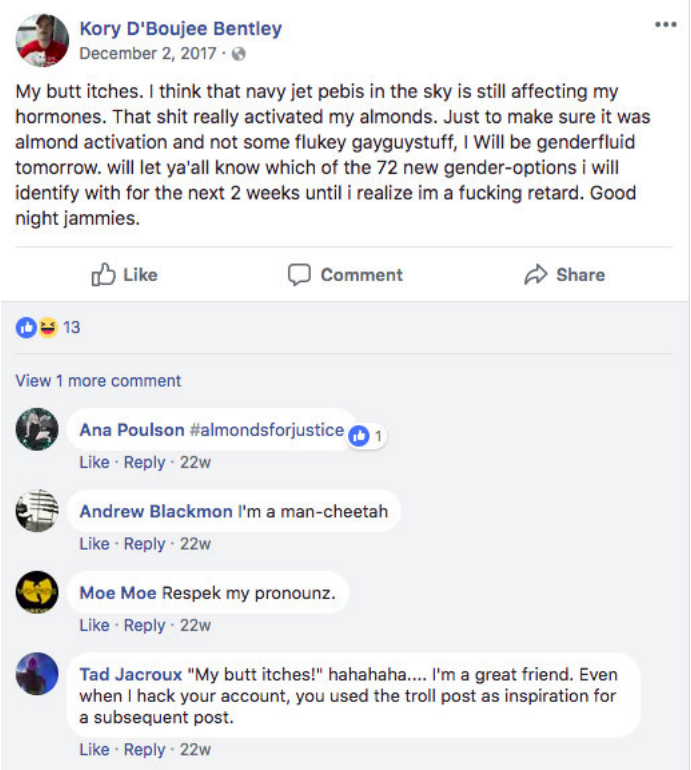 Kory D'Boujee Bentley
December 2, 2017 ·
My butt itches. I think that navy jet pebis in the sky is still affecting my
hormones. That shit really activated my almonds. Just to make sure it was
almond activation and not some flukey gayguystuff, I Will be genderfluid
tomorrow. will let ya'all know which of the 72 new gender-options i will
identify with for the next 2 weeks until i realize im a fucking retard. Good
night jammies.
Like Comment Share
13
View 1 more comment
Ana Poulson #almondsforjustice 1
Like · Reply · 22w
Andrew Blackmon I'm a man-cheetah
Like · Reply · 22w
Moe Moe Respek my pronounz.
Like · Reply · 22w
Tad Jacroux "My butt itches!" hahahaha.... I'm a great friend. Even
when I hack your account, you used the troll post as inspiration for
a subsequent post.
Like · Reply · 22w